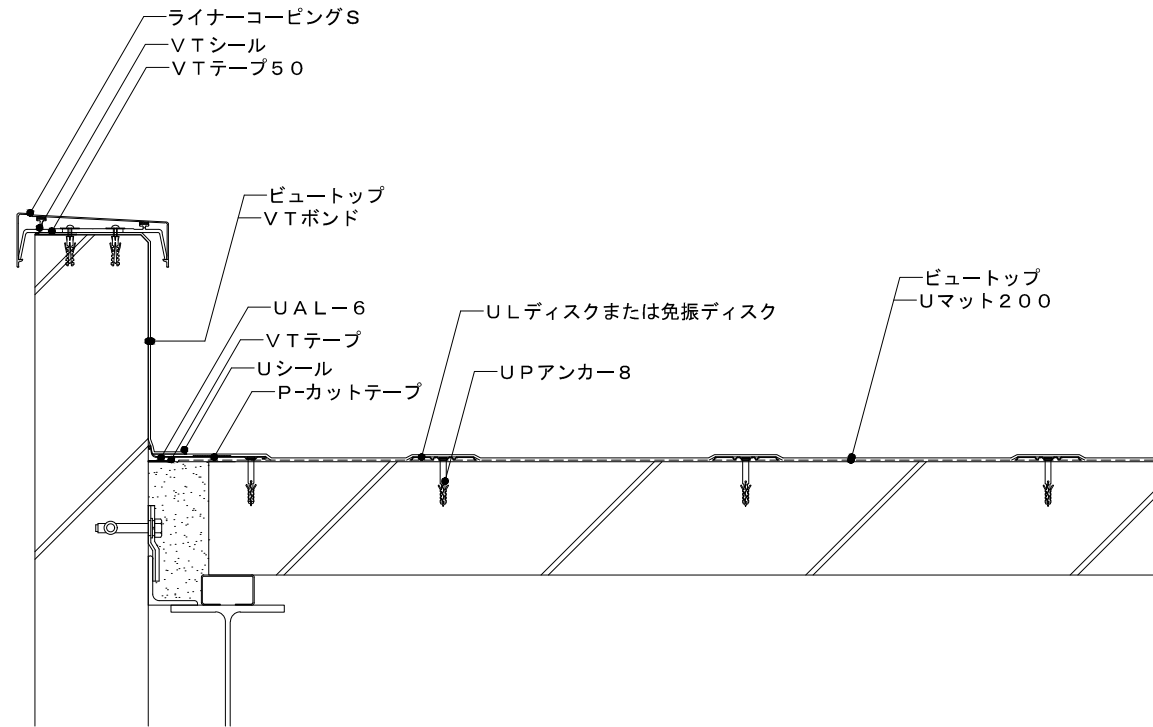 ライナーコーピングS
VTシール
VTテープ50
ビュートップ
VTボンド
UAL−6
VTテープ
Uシール
P-カットテープ
ULディスクまたは免振ディスク
UPアンカー8
ビュートップ
Uマット200